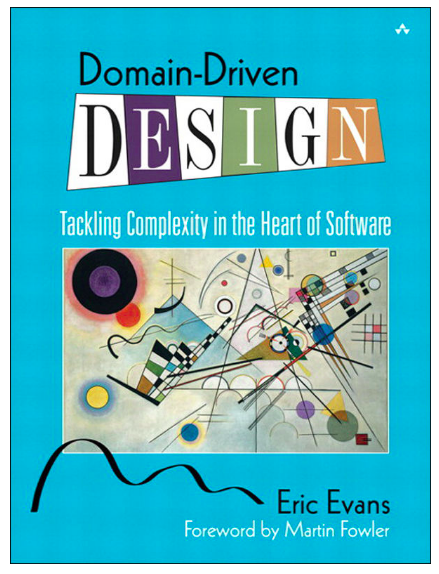 Domain-Driven
DESIGN
Tackling Complexity in the Heart of Software
Eric Evans
Foreword by Martin Fowler